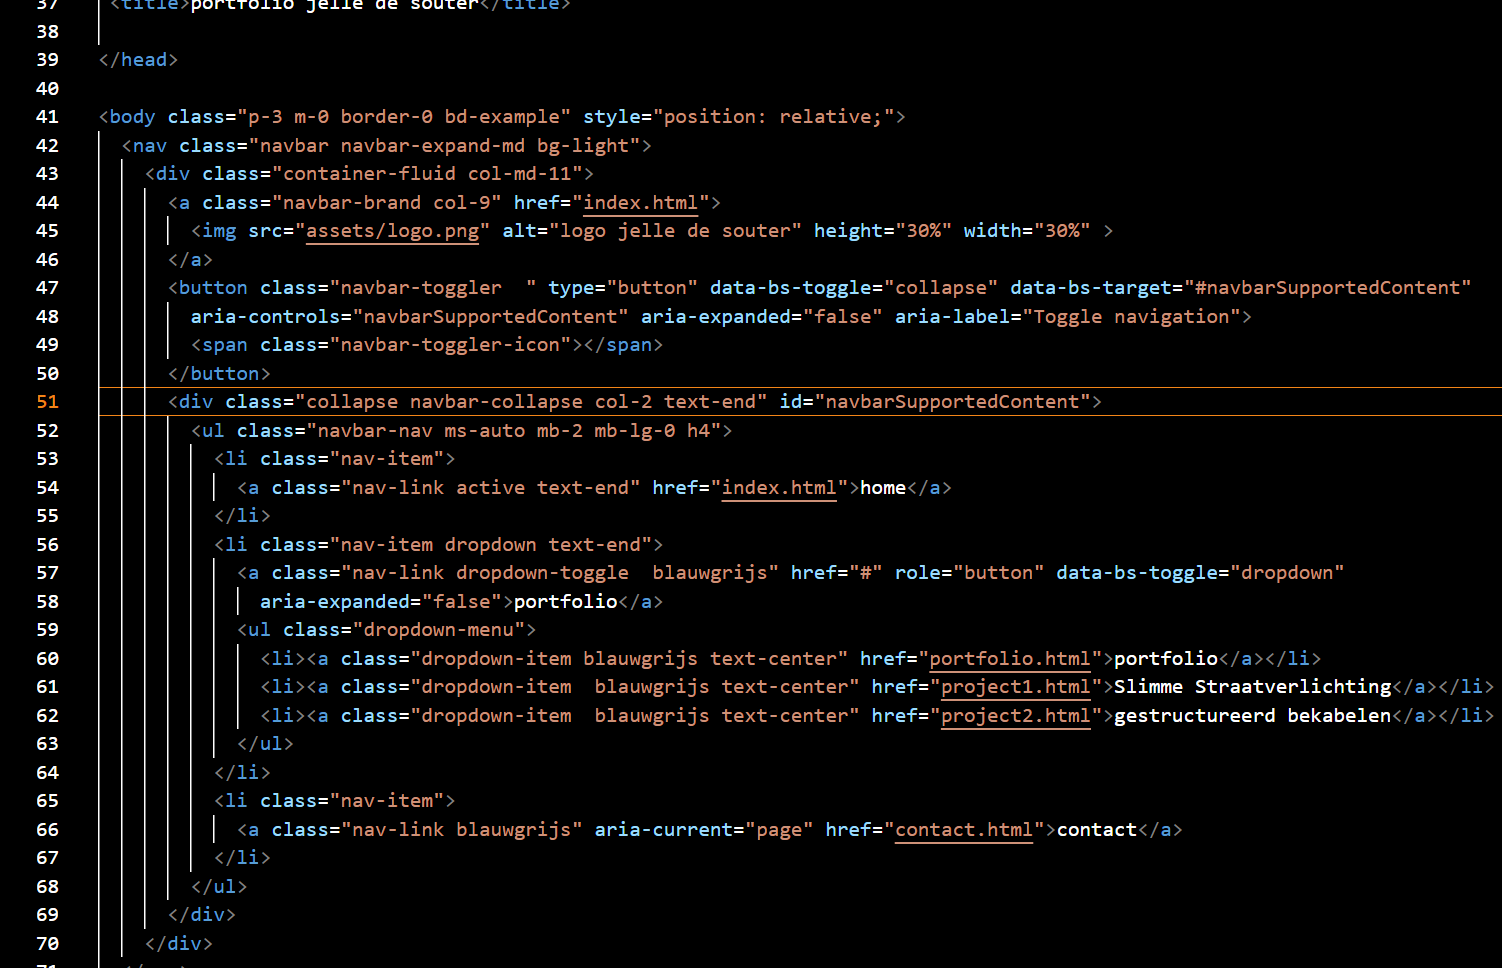 37 <title>portfolio jelle de souter</title>
38
39 </head>
40
41 <body class="p-3 m-0 border-0 bd-example" style="position: relative;">
42 <nav class="navbar navbar-expand-md bg-light">
43 <div class="container-fluid col-md-11">
44 <a class="navbar-brand col-9" href="index.html">
45 <img src="assets/logo.png" alt="logo jelle de souter" height="30%" width="30%" >
46 </a>
47 <button class="navbar-toggler  " type="button" data-bs-toggle="collapse" data-bs-target="#navbarSupportedContent"
48 aria-controls="navbarSupportedContent" aria-expanded="false" aria-label="Toggle navigation">
49 <span class="navbar-toggler-icon"></span>
50 </button>
51 <div class="collapse navbar-collapse col-2 text-end" id="navbarSupportedContent">
52 <ul class="navbar-nav ms-auto mb-2 mb-lg-0 h4">
53 <li class="nav-item">
54 <a class="nav-link active text-end" href="index.html">home</a>
55 </li>
56 <li class="nav-item dropdown text-end">
57 <a class="nav-link dropdown-toggle  blauwgrijs" href="#" role="button" data-bs-toggle="dropdown"
58 aria-expanded="false">portfolio</a>
59 <ul class="dropdown-menu">
60 <li><a class="dropdown-item blauwgrijs text-center" href="portfolio.html">portfolio</a></li>
61 <li><a class="dropdown-item  blauwgrijs text-center" href="project1.html">Slimme Straatverlichting</a></li>
62 <li><a class="dropdown-item  blauwgrijs text-center" href="project2.html">gestructureerd bekabelen</a></li>
63 </ul>
64 </li>
65 <li class="nav-item">
66 <a class="nav-link blauwgrijs" aria-current="page" href="contact.html">contact</a>
67 </li>
68 </ul>
69 </div>
70 </div>
71